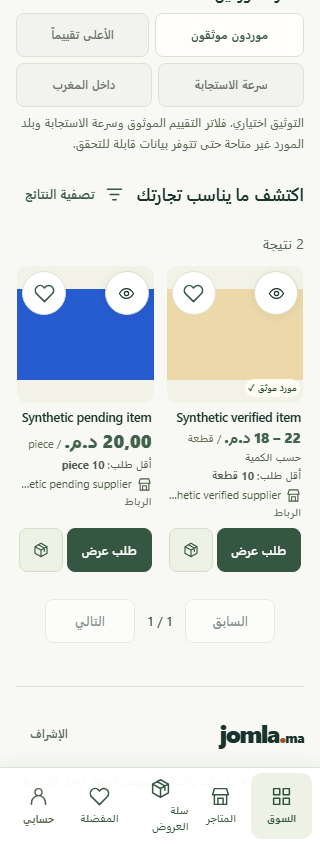 موردون موثقون
الأعلى تقييماً
سرعة الاستجابة
داخل المغرب
التوثيق اختياري. فلاتر التقييم الموثوق وسرعة الاستجابة وبلد
المورد غير متاحة حتى تتوفر بيانات قابلة للتحقق.
اكتشف ما يناسب تجارتك
تصفية النتائج
2 نتيجة
مورد موثق ✓
Synthetic verified item
18 – 22 د.م. / قطعة
حسب الكمية
أقل طلب: 10 قطعة
...hetic verified supplier
الرباط
طلب عرض
Synthetic pending item
20,00 د.م. / piece
أقل طلب: 10 piece
...etic pending supplier
الرباط
طلب عرض
السابق
1 / 1
التالي
jomla.ma
الإشراف
السوق
المتاجر
سلة
العروض
المفضلة
حسابي